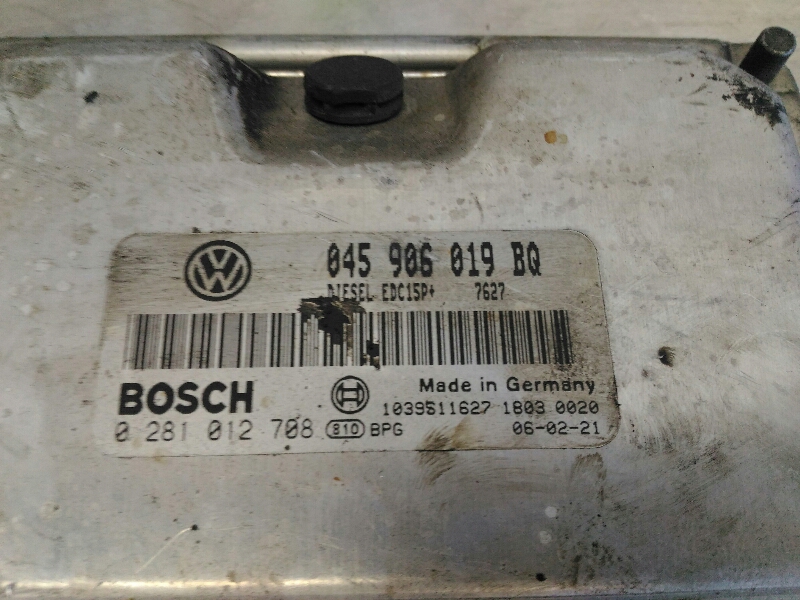 045 906 019 BQ
DIESEL EDC15P+ 7627
BOSCH
Made in Germany
1039S11627 1803 0020
0 281 012 708 810 BPG
06-02-21